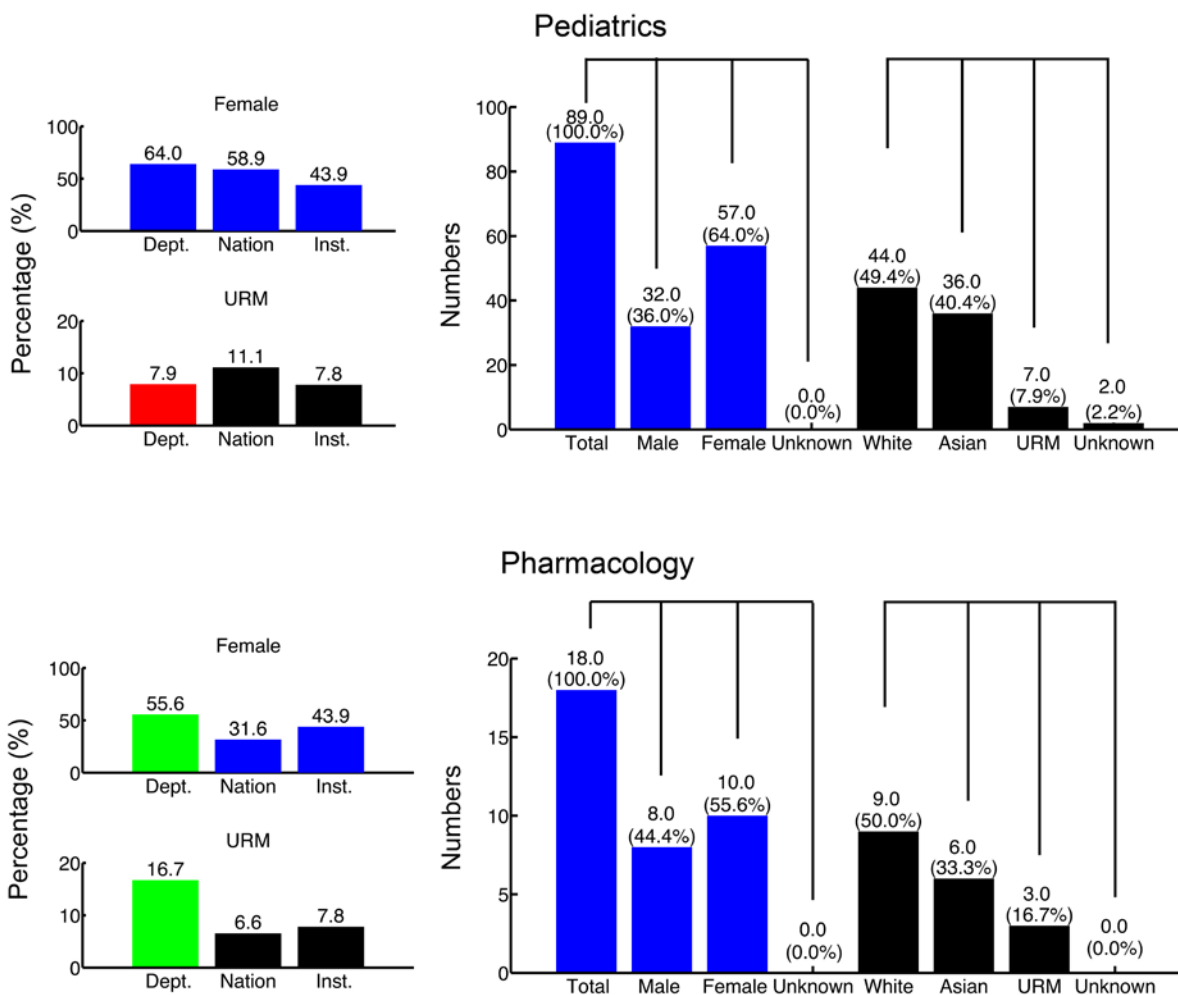 Pediatrics
Female
Percentage (%)
100
50
0
64.0
58.9
43.9
Dept.
Nation
Inst.
URM
20
10
0
7.9
11.1
7.8
Dept.
Nation
Inst.
Numbers
100
80
60
40
20
0
89.0
(100.0%)
32.0
(36.0%)
57.0
(64.0%)
0.0
(0.0%)
44.0
(49.4%)
36.0
(40.4%)
7.0
(7.9%)
2.0
(2.2%)
Total
Male
Female
Unknown
White
Asian
URM
Unknown
Pharmacology
Female
Percentage (%)
100
50
0
55.6
31.6
43.9
Dept.
Nation
Inst.
URM
20
10
0
16.7
6.6
7.8
Dept.
Nation
Inst.
Numbers
20
15
10
5
0
18.0
(100.0%)
8.0
(44.4%)
10.0
(55.6%)
0.0
(0.0%)
9.0
(50.0%)
6.0
(33.3%)
3.0
(16.7%)
0.0
(0.0%)
Total
Male
Female
Unknown
White
Asian
URM
Unknown